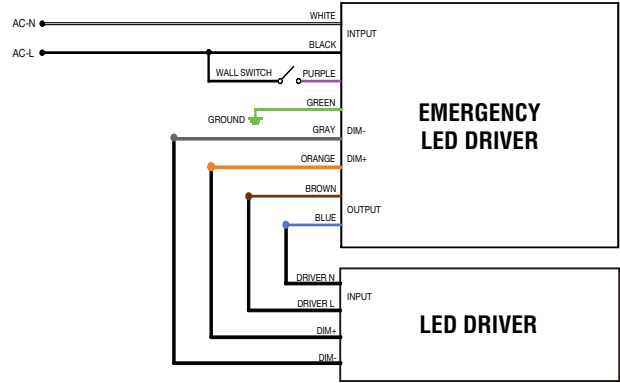 WHITE
AC-N
INTPUT
BLACK
AC-L
WALL SWITCH
PURPLE
GREEN
EMERGENCY
LED DRIVER
GROUND
GRAY
DIM-
ORANGE
DIM+
BROWN
OUTPUT
BLUE
DRIVER N
INPUT
DRIVER L
LED DRIVER
DIM+
DIM-